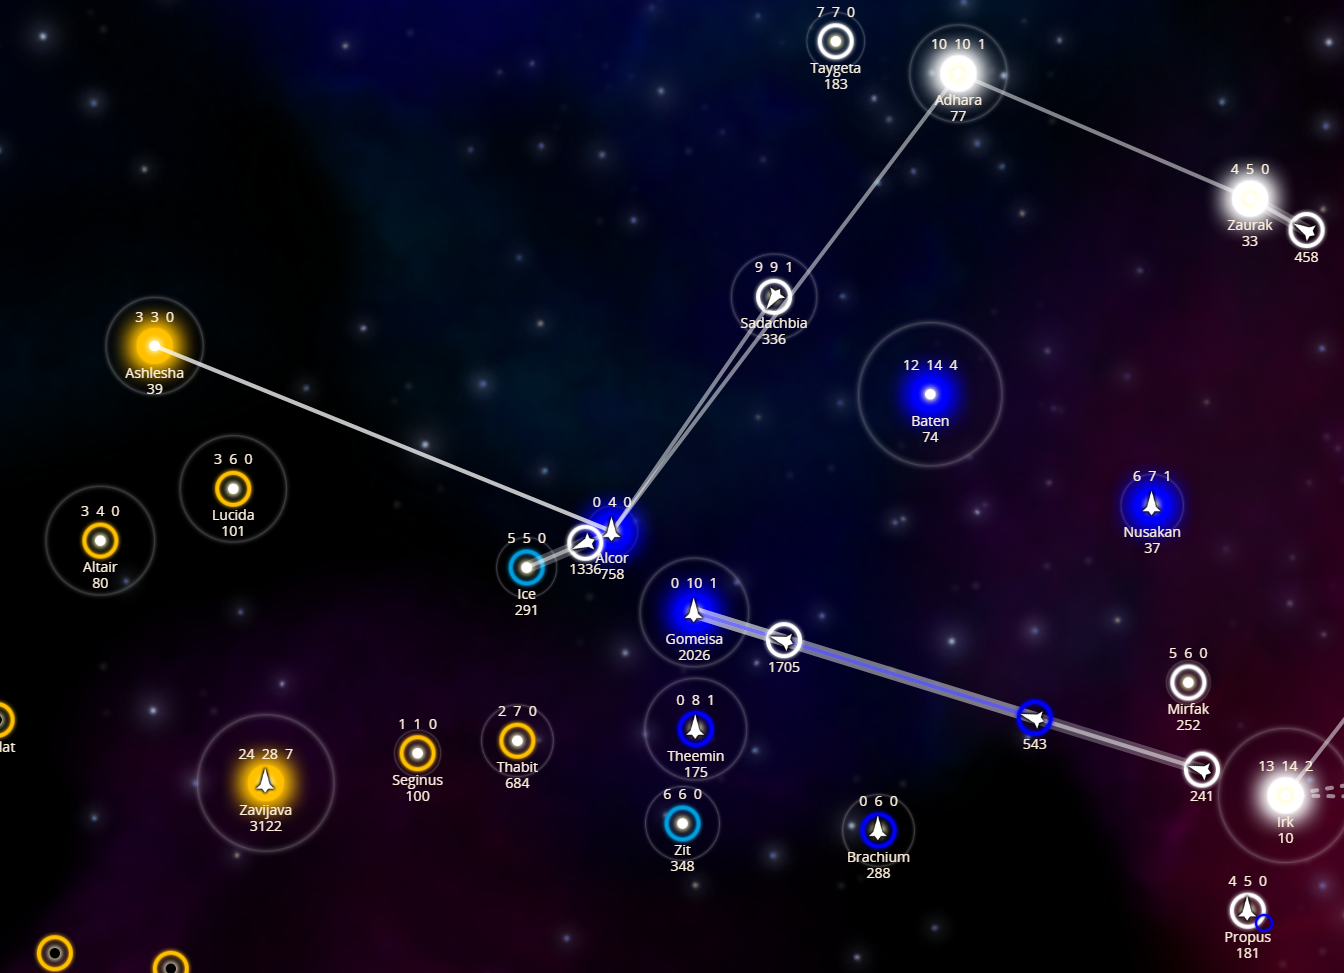 7 7 0
Taygeta
183
10 10 1
Adhara
77
4 5 0
Zaurak
33
458
9 9 1
Sadachbia
336
3 3 0
Ashlesha
39
12 14 4
Baten
74
3 6 0
Lucida
101
3 4 0
Altair
80
6 7 1
Nusakan
37
0 4 0
Alcor
758
1336
5 5 0
Ice
291
0 10 1
Gomeisa
2026
1705
5 6 0
Mirfak
252
0 8 1
Theemin
175
543
241
13 14 2
Irk
10
lat
24 28 7
Zavijava
3122
1 1 0
Seginus
100
2 7 0
Thabit
684
6 6 0
Zit
348
0 6 0
Brachium
288
4 5 0
Propus
181